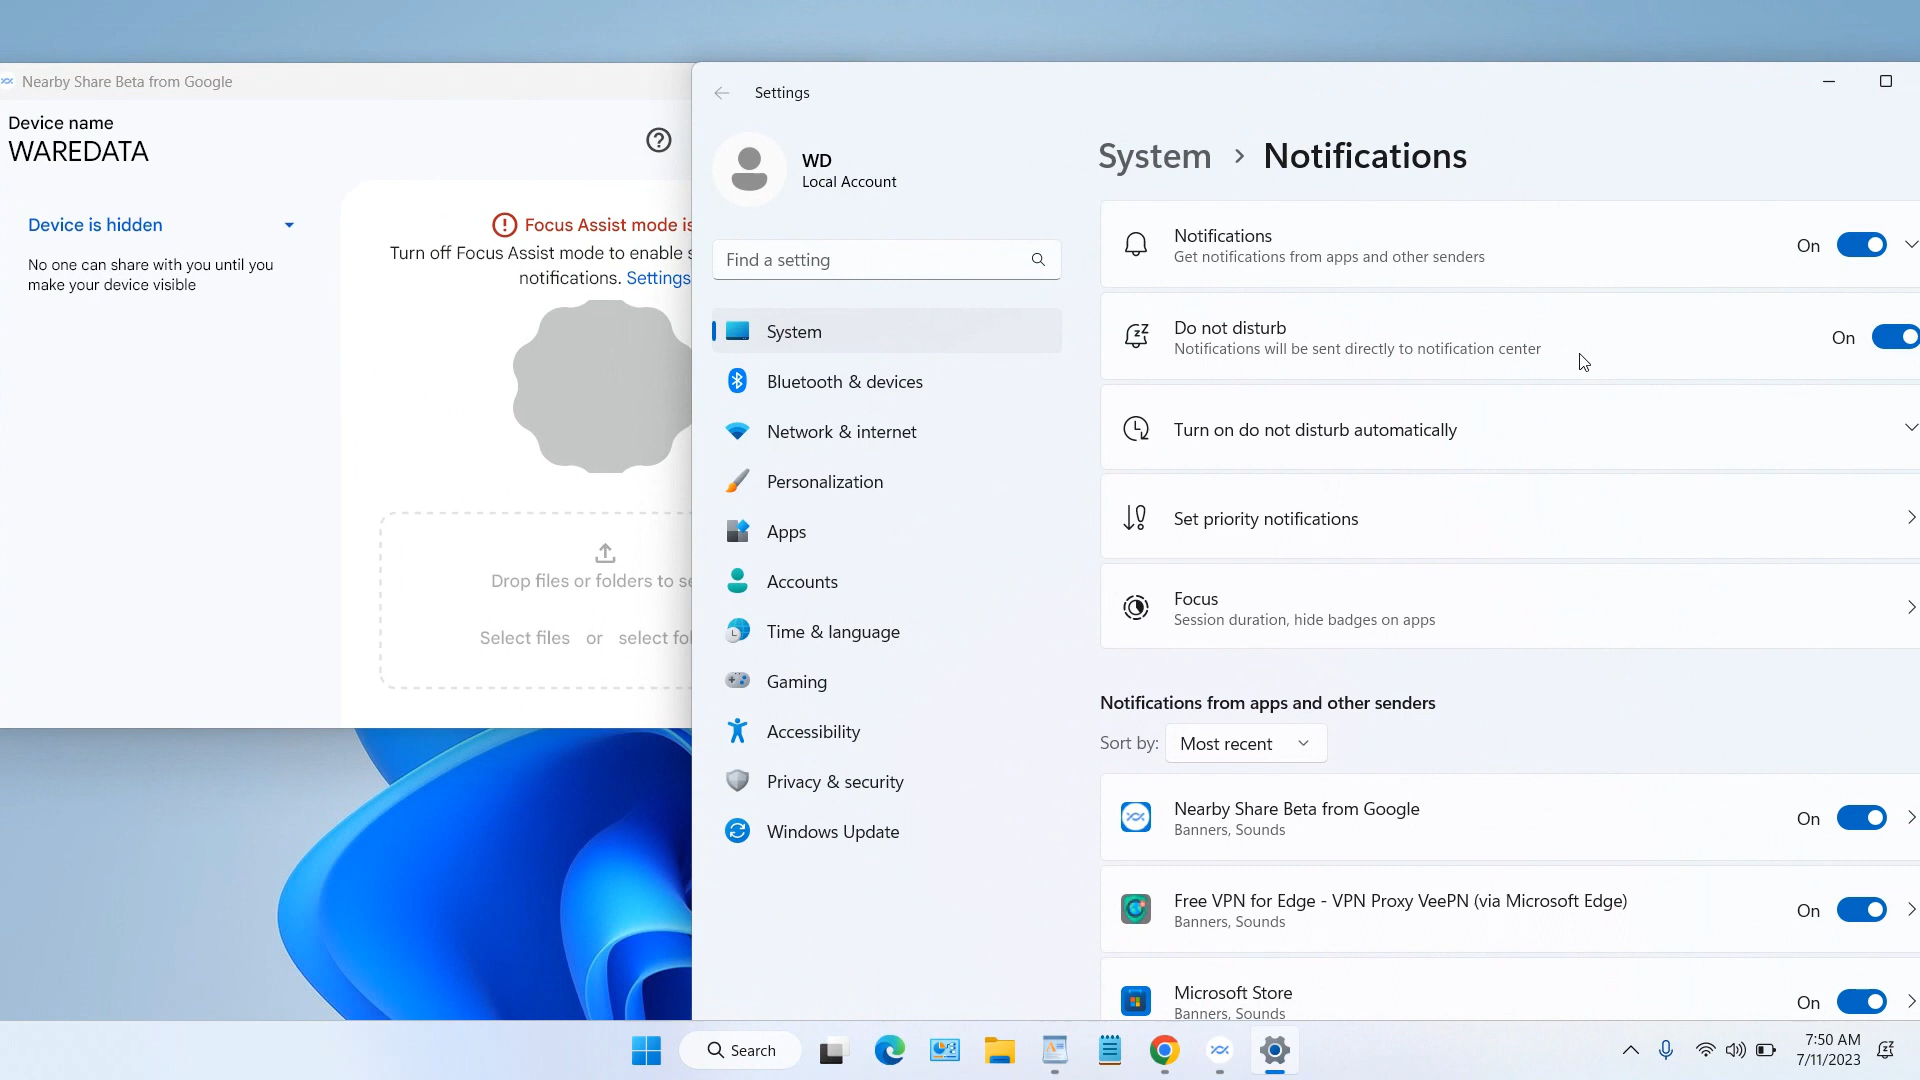 Nearby Share Beta from Google
Device name
WAREDATA
Device is hidden
No one can share with you until you
make your device visible
Focus Assist mode is
Turn off Focus Assist mode to enable
notifications. Settings
Drop files or folders to
Select files or select
Settings
WD
Local Account
Find a setting
System
Bluetooth & devices
Network & internet
Personalization
Apps
Accounts
Time & language
Gaming
Accessibility
Privacy & security
Windows Update
System > Notifications
Notifications
Get notifications from apps and other senders
On
Do not disturb
Notifications will be sent directly to notification center
On
Turn on do not disturb automatically
Set priority notifications
Focus
Session duration, hide badges on apps
Notifications from apps and other senders
Sort by: Most recent
Nearby Share Beta from Google
Banners, Sounds
On
Free VPN for Edge - VPN Proxy VeePN (via Microsoft Edge)
Banners, Sounds
On
Microsoft Store
Banners, Sounds
On
Search
7:50 AM
7/11/2023